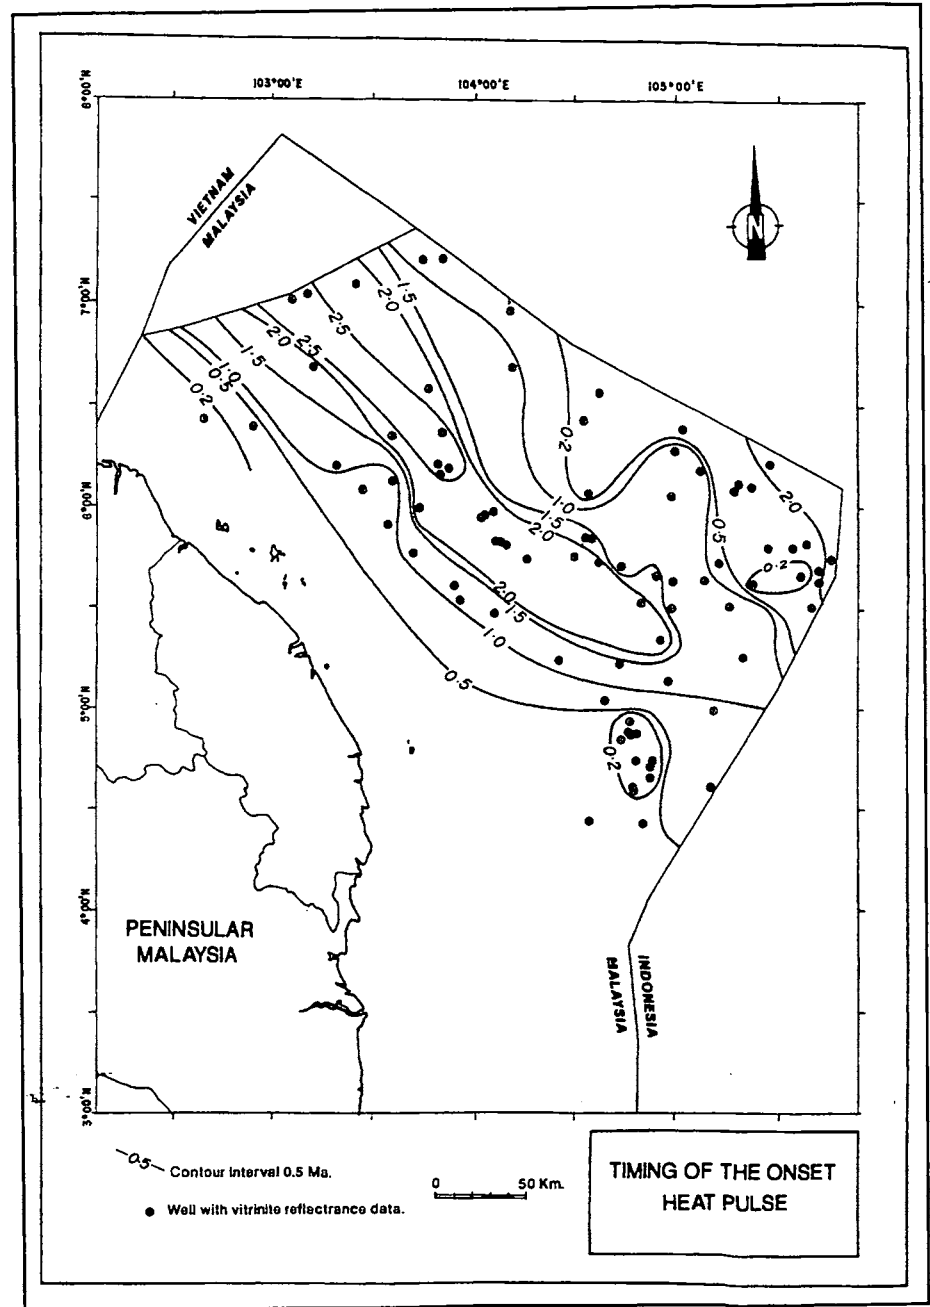 103°00'E 104°00'E 105°00'E
8°00'N
VIETNAM
MALAYSIA
N
7°00'N
2·0
1·5
2·5
2·0
2·5
1·5
1·0
0·5
0·2
0·2
6°00'N
1·0
1·5
2·0
0·5
2·0
0·2
2·0
1·5
1·0
0·5
5°00'N
0·2
4°00'N
PENINSULAR
MALAYSIA
MALAYSIA
INDONESIA
3°00'N
0·5 Contour interval 0.5 Ma.
0 50 Km.
Well with vitrinite reflectrance data.
TIMING OF THE ONSET
HEAT PULSE